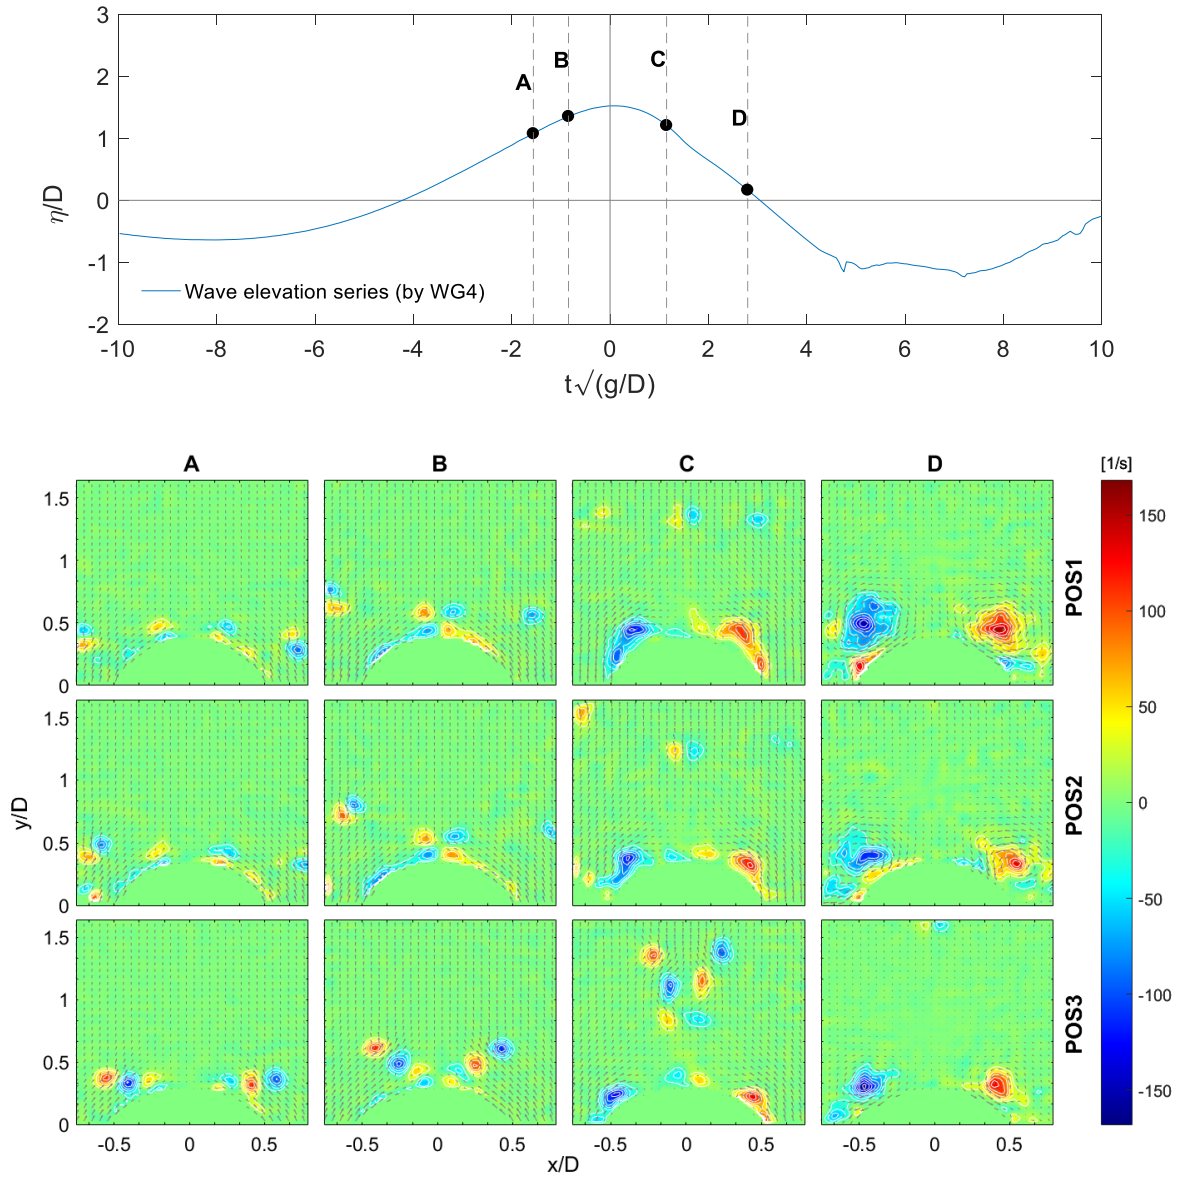 3
2
1
0
-1
-2
η/D
A
B
C
D
Wave elevation series (by WG4)
-10 -8 -6 -4 -2 0 2 4 6 8 10
t√(g/D)
A B C D [1/s]
1.5
1
0.5
0
POS1
1.5
1
0.5
0
POS2
y/D
1.5
1
0.5
0
POS3
150
100
50
0
-50
-100
-150
-0.5 0 0.5 -0.5 0 0.5 -0.5 0 0.5 -0.5 0 0.5
x/D